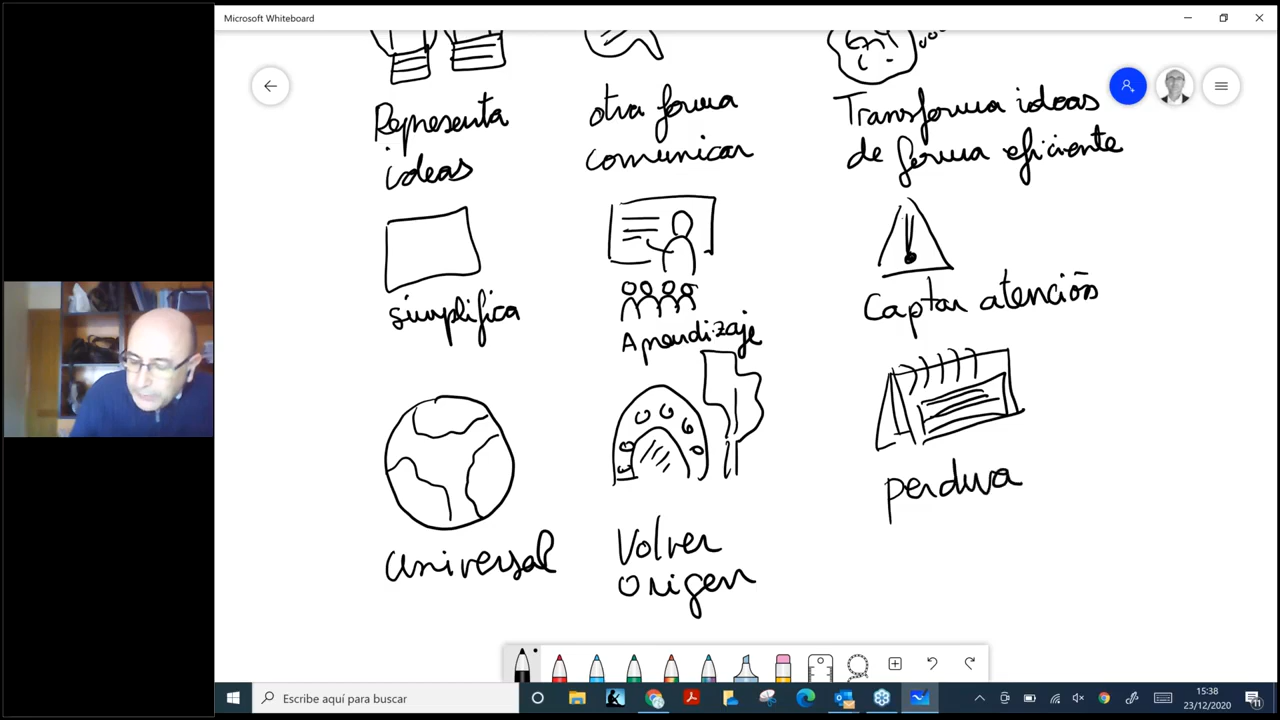 Microsoft Whiteboard
Representa
ideas
otra forma
comunicar
Transforma ideas
de forma eficiente
simplifica
Aprendizaje
Captar atención
universal
Volver
origen
perdura
Escribe aquí para buscar
15:38
23/12/2020
11